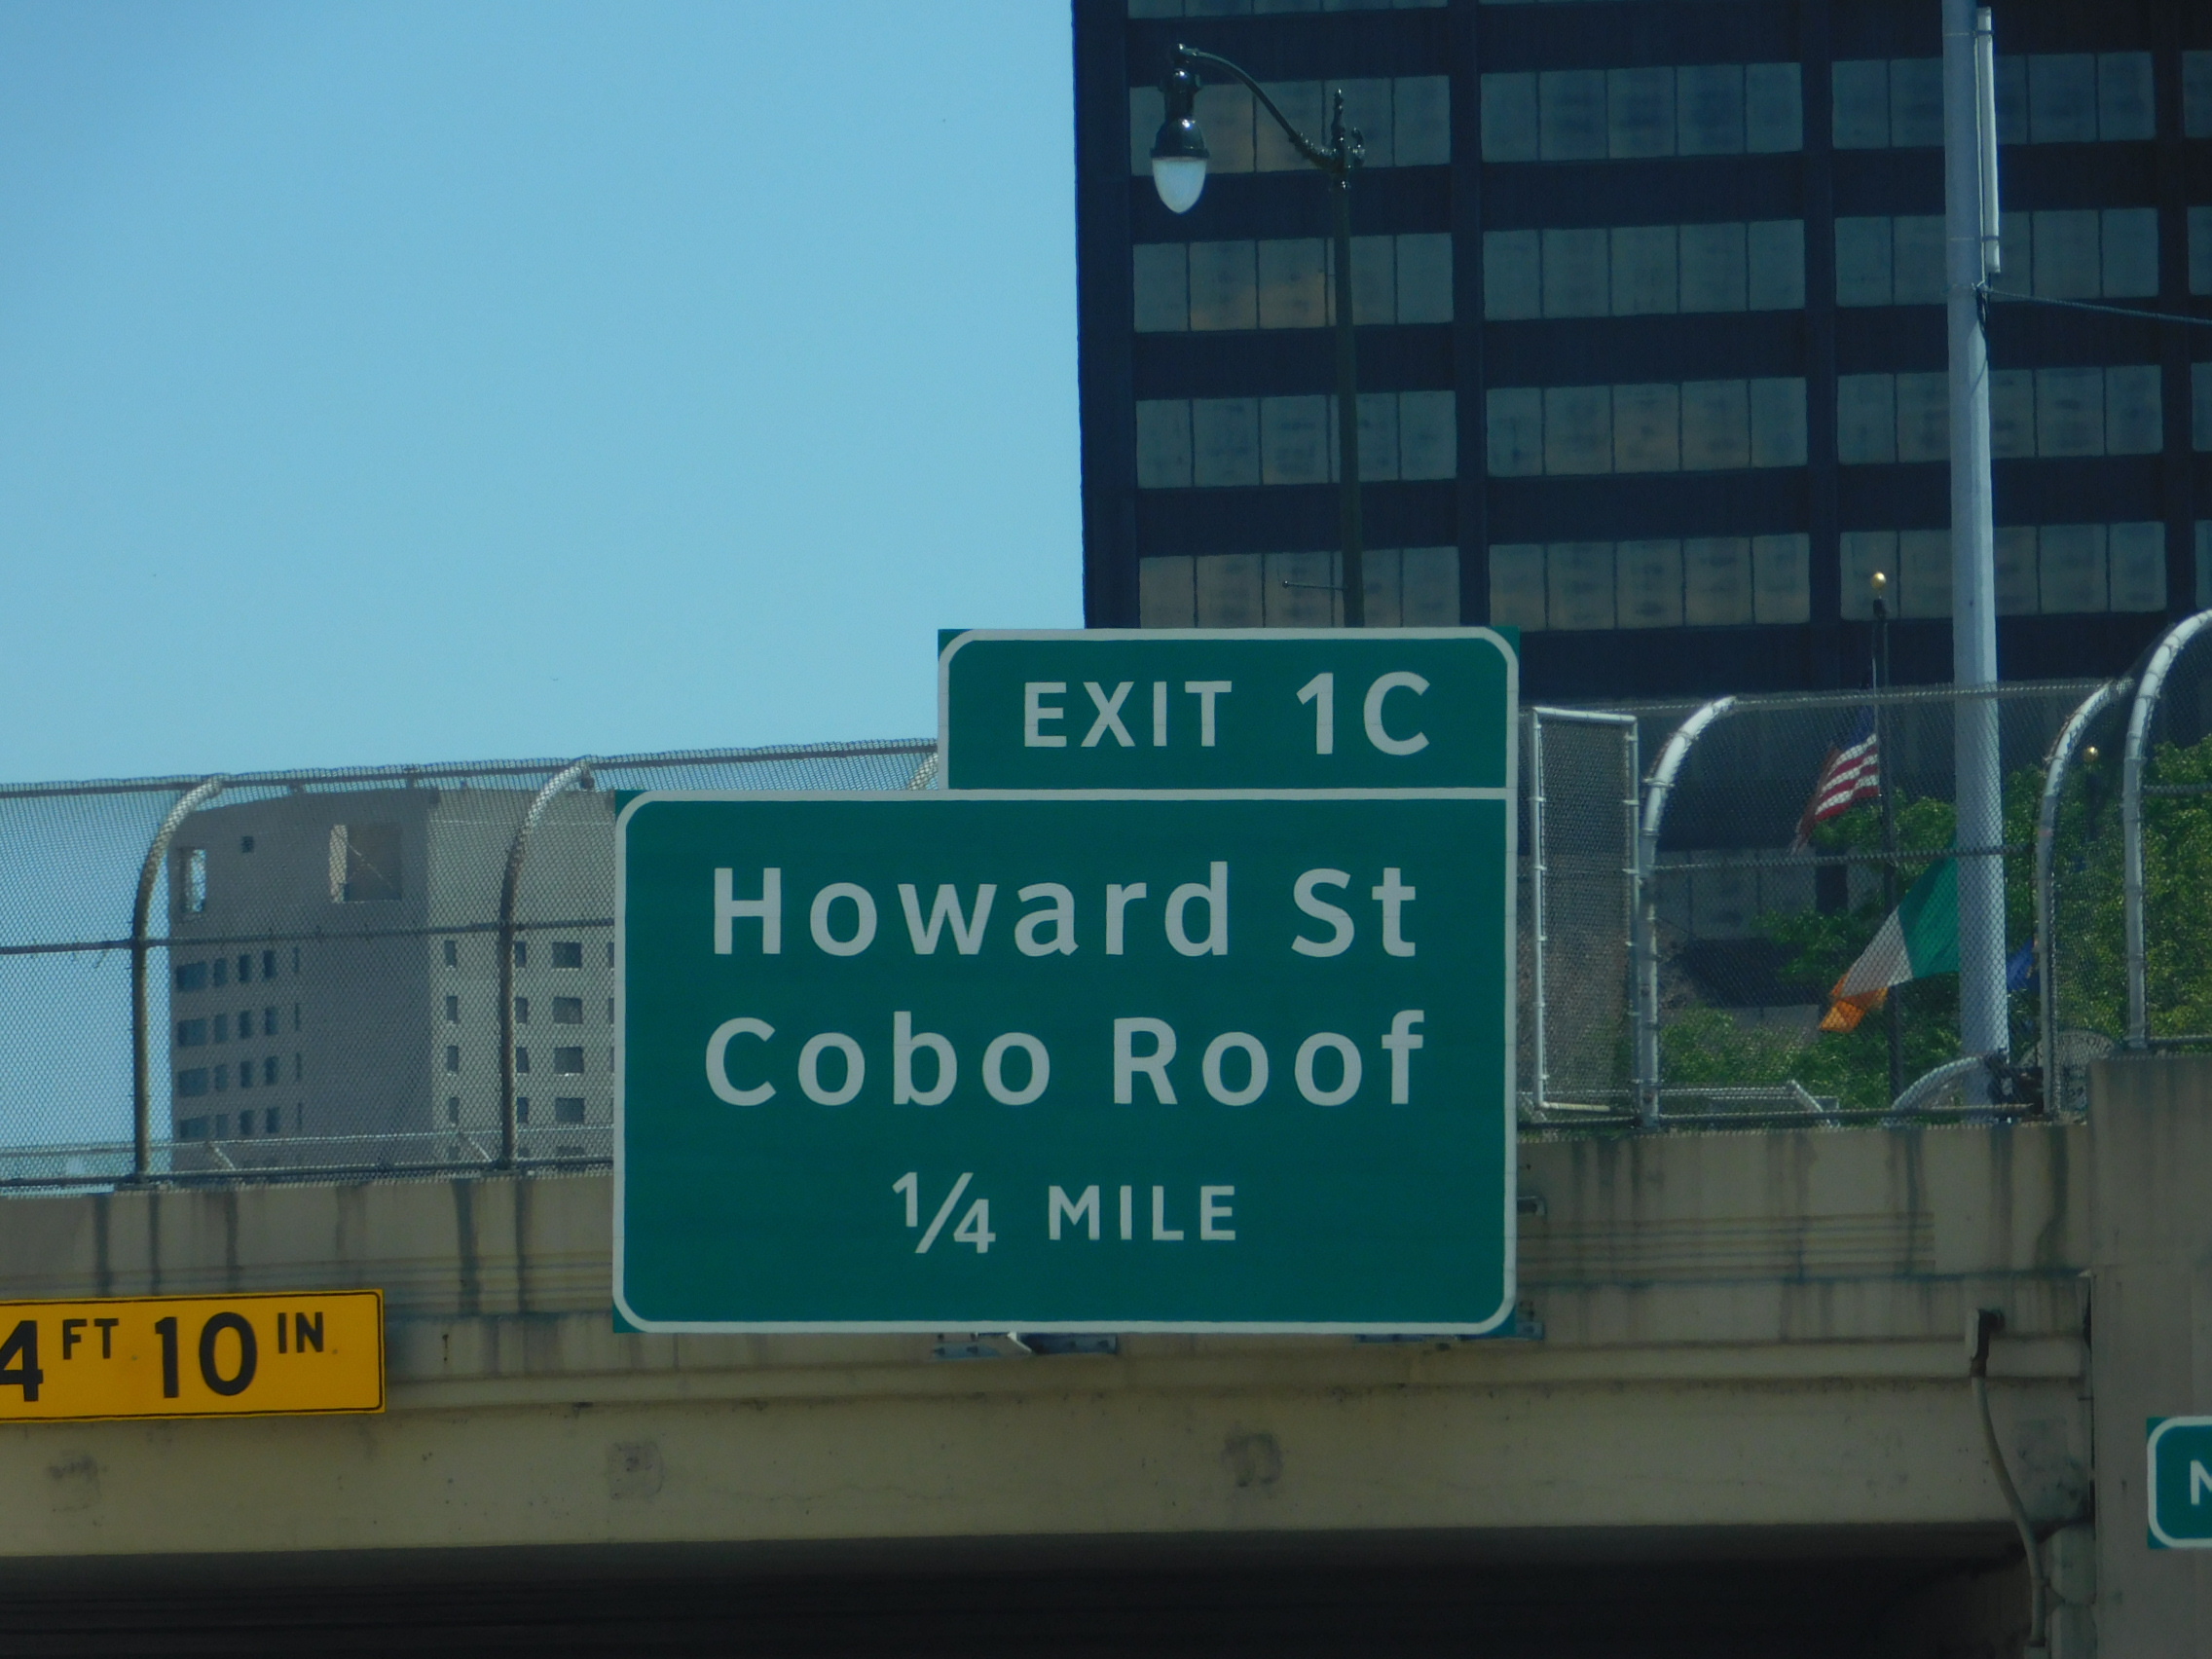 EXIT 1C
Howard St
Cobo Roof
1/4 MILE
4 FT 10 IN
N